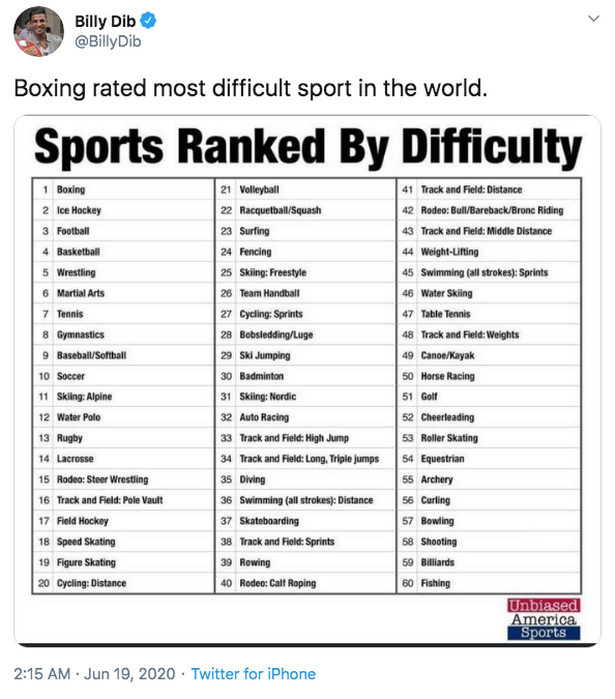 Billy Dib
@BillyDib
Boxing rated most difficult sport in the world.
Sports Ranked By Difficulty
1 Boxing
2 Ice Hockey
3 Football
4 Basketball
5 Wrestling
6 Martial Arts
7 Tennis
8 Gymnastics
9 Baseball/Softball
10 Soccer
11 Skiing: Alpine
12 Water Polo
13 Rugby
14 Lacrosse
15 Rodeo: Steer Wrestling
16 Track and Field: Pole Vault
17 Field Hockey
18 Speed Skating
19 Figure Skating
20 Cycling: Distance
21 Volleyball
22 Racquetball/Squash
23 Surfing
24 Fencing
25 Skiing: Freestyle
26 Team Handball
27 Cycling: Sprints
28 Bobsledding/Luge
29 Ski Jumping
30 Badminton
31 Skiing: Nordic
32 Auto Racing
33 Track and Field: High Jump
34 Track and Field: Long, Triple jumps
35 Diving
36 Swimming (all strokes): Distance
37 Skateboarding
38 Track and Field: Sprints
39 Rowing
40 Rodeo: Calf Roping
41 Track and Field: Distance
42 Rodeo: Bull/Bareback/Bronc Riding
43 Track and Field: Middle Distance
44 Weight-Lifting
45 Swimming (all strokes): Sprints
46 Water Skiing
47 Table Tennis
48 Track and Field: Weights
49 Canoe/Kayak
50 Horse Racing
51 Golf
52 Cheerleading
53 Roller Skating
54 Equestrian
55 Archery
56 Curling
57 Bowling
58 Shooting
59 Billiards
60 Fishing
Unbiased
America
Sports
2:15 AM · Jun 19, 2020 · Twitter for iPhone